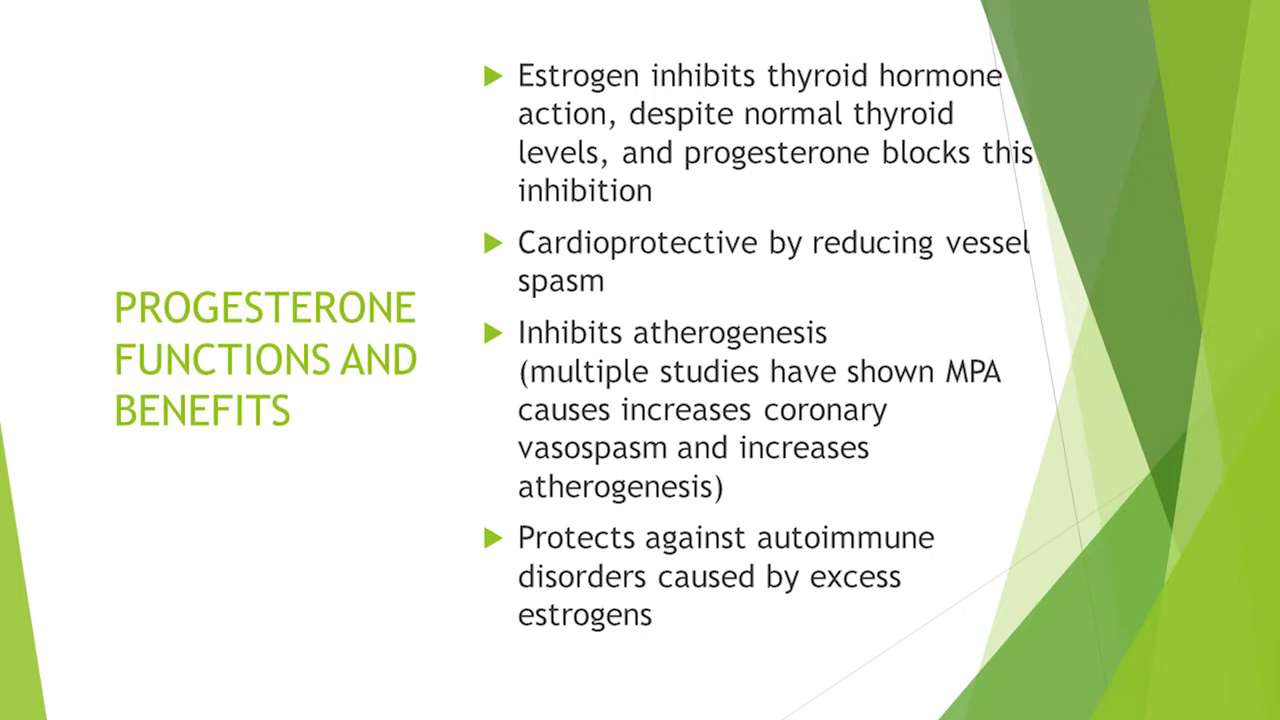 PROGESTERONE
FUNCTIONS AND
BENEFITS
Estrogen inhibits thyroid hormone
action, despite normal thyroid
levels, and progesterone blocks this
inhibition
Cardioprotective by reducing vessel
spasm
Inhibits atherogenesis
(multiple studies have shown MPA
causes increases coronary
vasospasm and increases
atherogenesis)
Protects against autoimmune
disorders caused by excess
estrogens